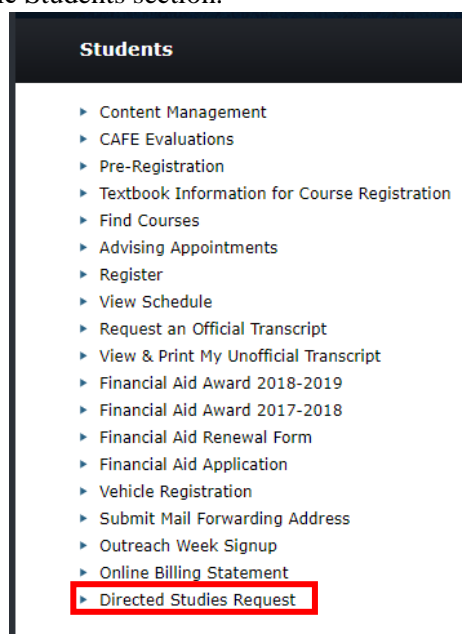 Students section.
Students
Content Management
CAFE Evaluations
Pre-Registration
Textbook Information for Course Registration
Find Courses
Advising Appointments
Register
View Schedule
Request an Official Transcript
View & Print My Unofficial Transcript
Financial Aid Award 2018-2019
Financial Aid Award 2017-2018
Financial Aid Renewal Form
Financial Aid Application
Vehicle Registration
Submit Mail Forwarding Address
Outreach Week Signup
Online Billing Statement
Directed Studies Request